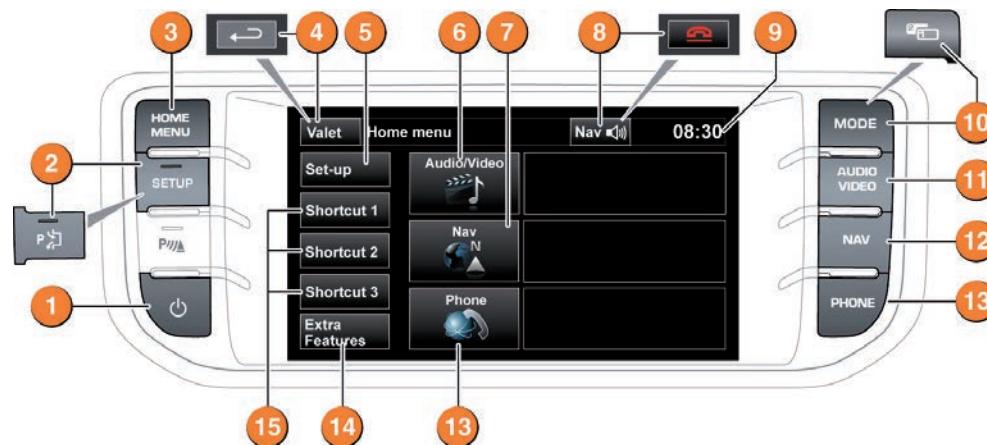 3
4
5
6
7
8
9
HOME
MENU
Valet
Home menu
Nav
08:30
MODE
10
2
SETUP
Set-up
Audio/Video
AUDIO
VIDEO
11
P
Shortcut 1
P
Nav
N
NAV
12
Shortcut 2
1
Shortcut 3
Phone
PHONE
13
Extra
Features
15
14
13